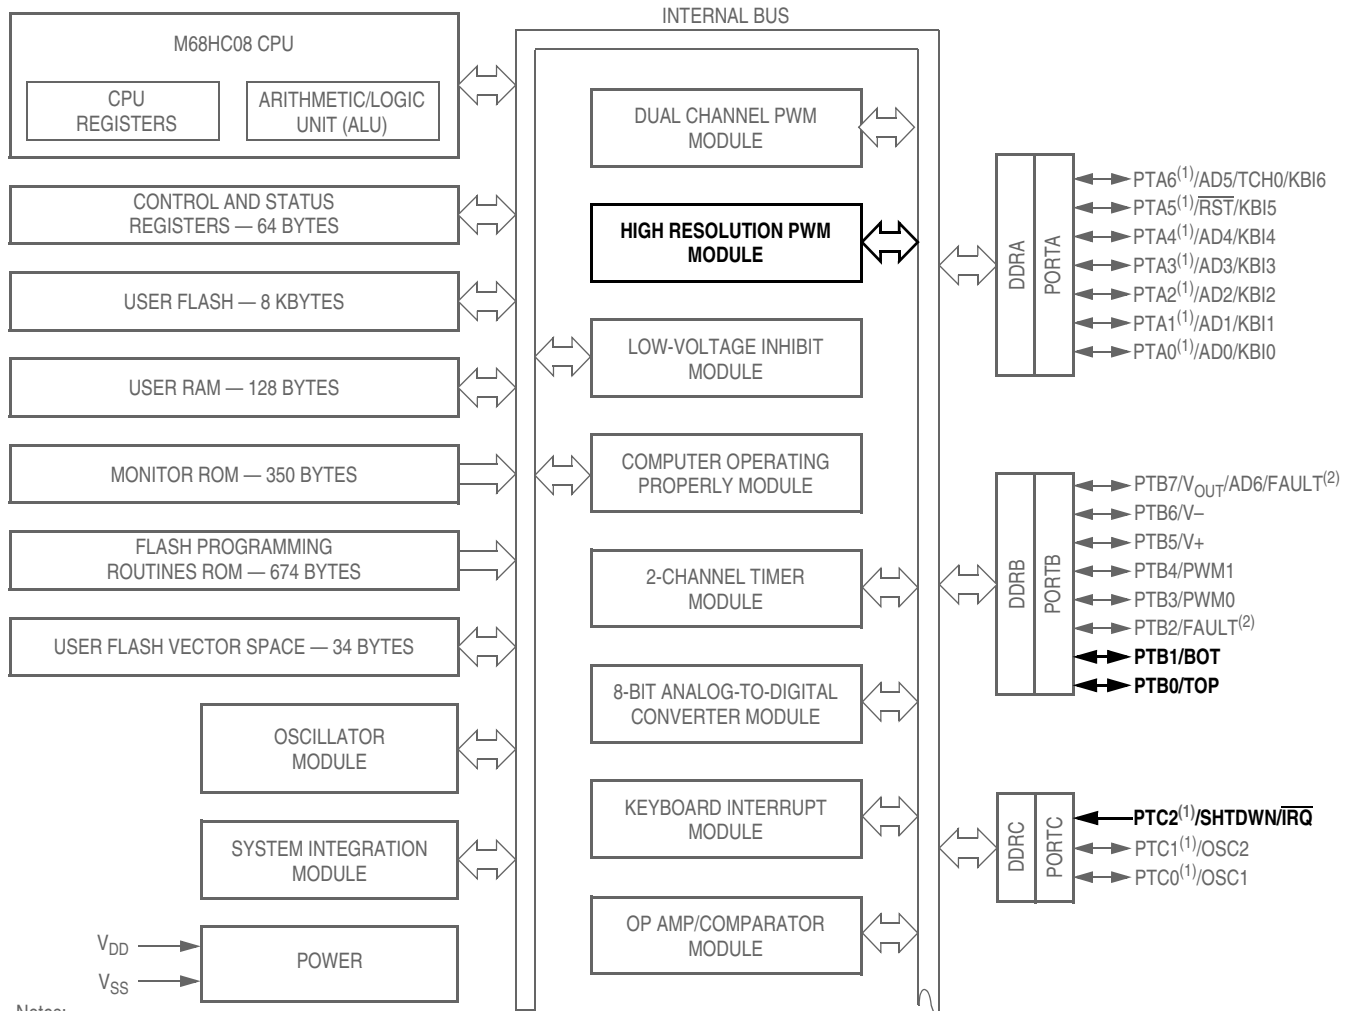 INTERNAL BUS
M68HC08 CPU
CPU
REGISTERS
ARITHMETIC/LOGIC
UNIT (ALU)
CONTROL AND STATUS
REGISTERS — 64 BYTES
USER FLASH — 8 KBYTES
USER RAM — 128 BYTES
MONITOR ROM — 350 BYTES
FLASH PROGRAMMING
ROUTINES ROM — 674 BYTES
USER FLASH VECTOR SPACE — 34 BYTES
OSCILLATOR
MODULE
SYSTEM INTEGRATION
MODULE
VDD
VSS
POWER
DUAL CHANNEL PWM
MODULE
HIGH RESOLUTION PWM
MODULE
LOW-VOLTAGE INHIBIT
MODULE
COMPUTER OPERATING
PROPERLY MODULE
2-CHANNEL TIMER
MODULE
8-BIT ANALOG-TO-DIGITAL
CONVERTER MODULE
KEYBOARD INTERRUPT
MODULE
OP AMP/COMPARATOR
MODULE
DDRA
PORTA
PTA6(1)/AD5/TCH0/KBI6
PTA5(1)/RST/KBI5
PTA4(1)/AD4/KBI4
PTA3(1)/AD3/KBI3
PTA2(1)/AD2/KBI2
PTA1(1)/AD1/KBI1
PTA0(1)/AD0/KBI0
DDRB
PORTB
PTB7/VOUT/AD6/FAULT(2)
PTB6/V–
PTB5/V+
PTB4/PWM1
PTB3/PWM0
PTB2/FAULT(2)
PTB1/BOT
PTB0/TOP
DDRC
PORTC
PTC2(1)/SHTDWN/IRQ
PTC1(1)/OSC2
PTC0(1)/OSC1
Notes: